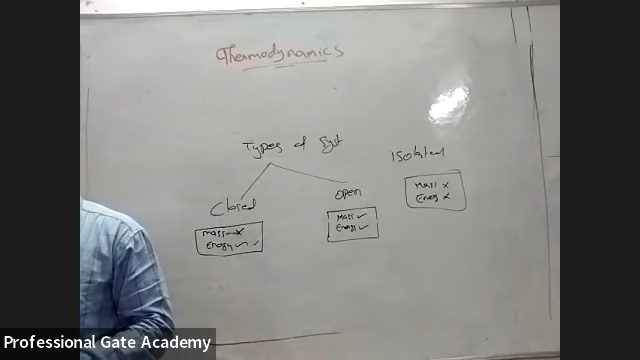 Thermodynamics
Types of Syst
Isolated
Mass ×
Energy ×
Closed
Mass ×
Energy ✓ ✓
Open
Mass ✓
Energy ✓
Professional Gate Academy